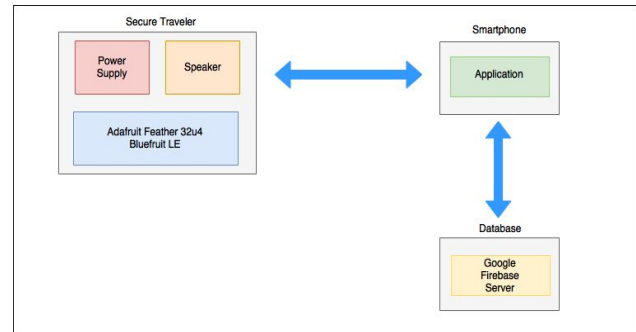 Secure Traveler
Power
Supply
Speaker
Adafruit Feather 32u4
Bluefruit LE
Smartphone
Application
Database
Google
Firebase
Server